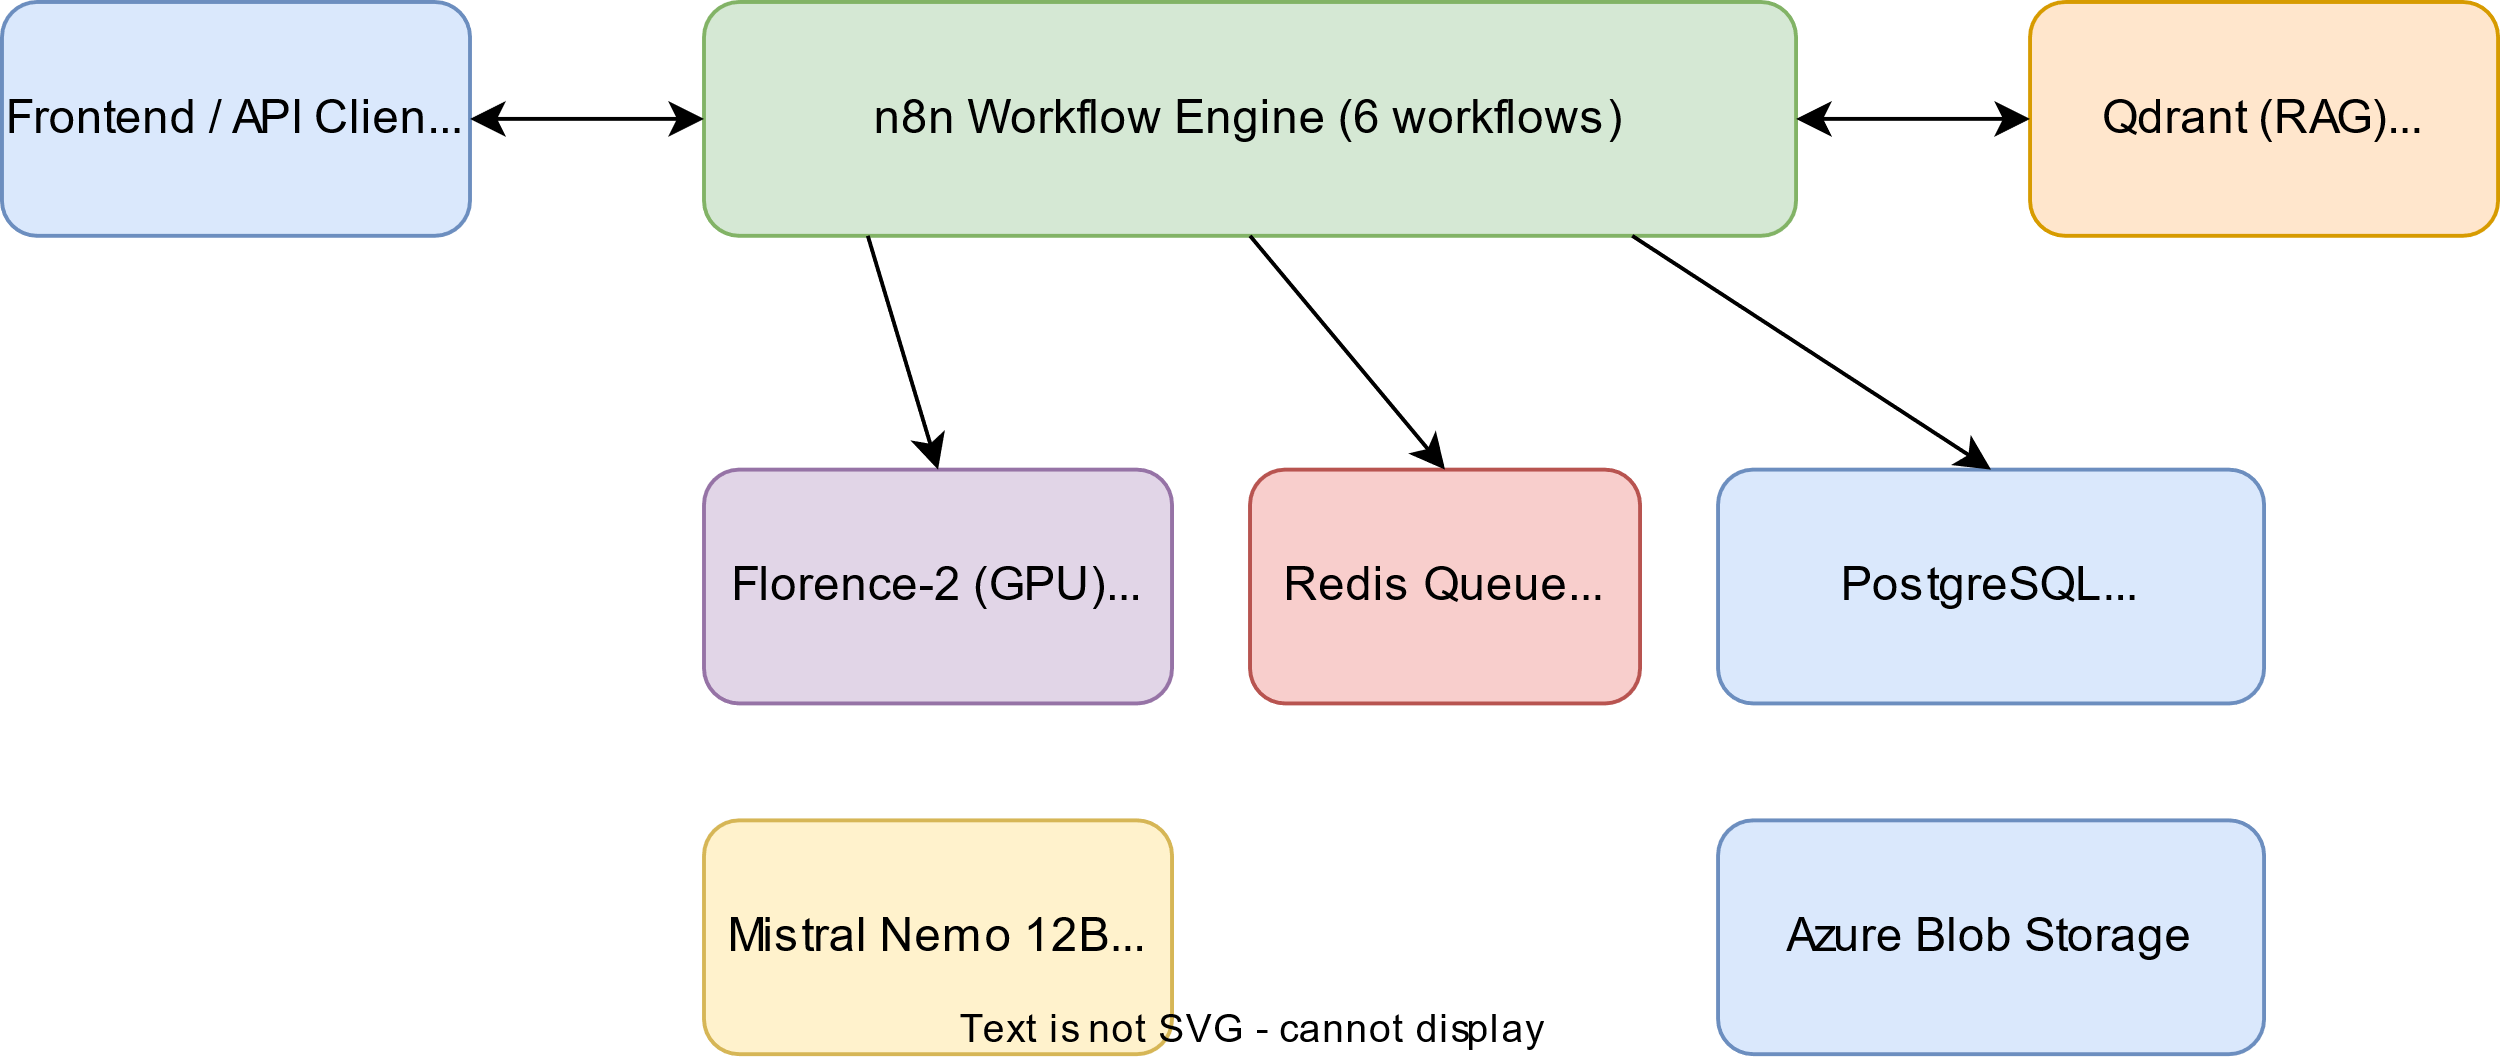 Frontend / API Clien...
n8n Workflow Engine (6 workflows)
Qdrant (RAG)...
Florence-2 (GPU)...
Redis Queue...
PostgreSQL...
Mistral Nemo 12B...
Azure Blob Storage
Text is not SVG - cannot display